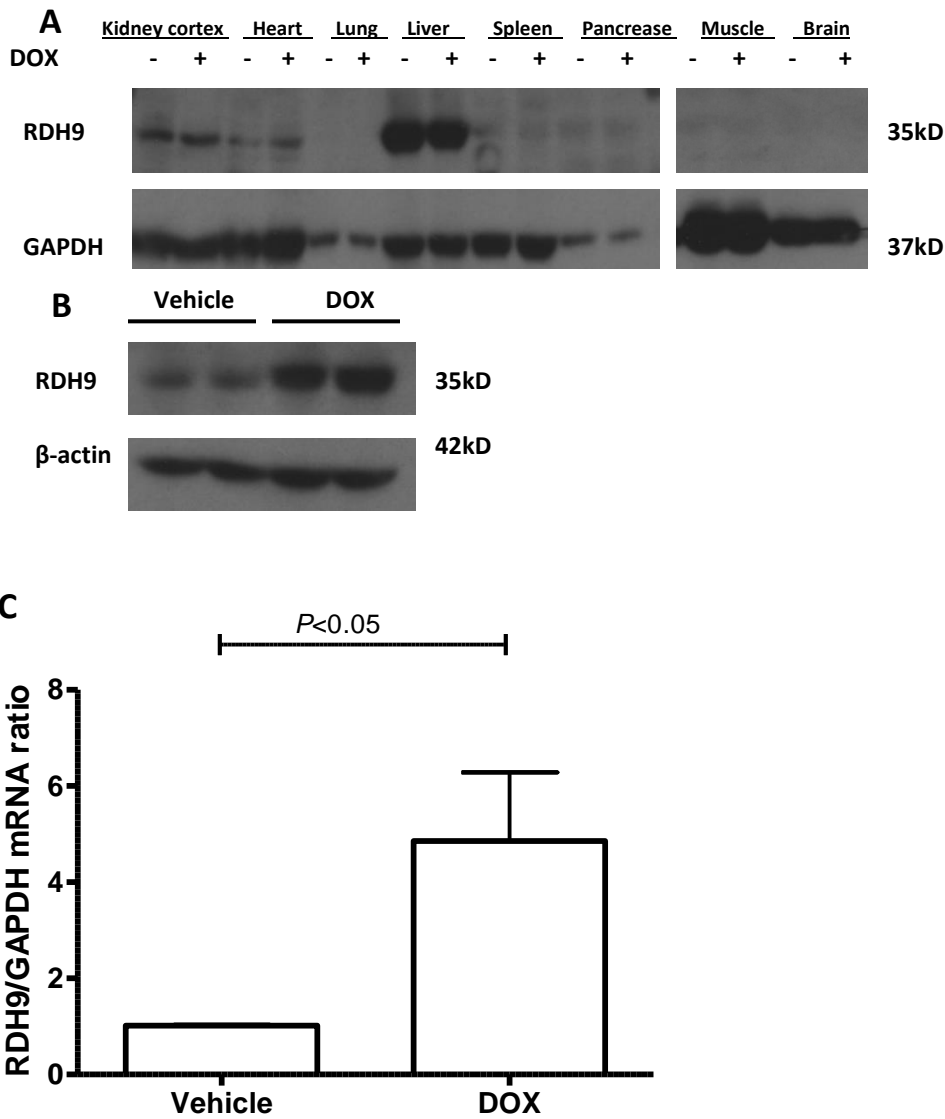 A
Kidney cortex Heart Lung Liver Spleen Pancrease Muscle Brain
DOX - + - + - + - + - + - + - + - +
RDH9 35kD
GAPDH 37kD
B Vehicle DOX
RDH9 35kD
β-actin 42kD
C
P<0.05
RDH9/GAPDH mRNA ratio
8
6
4
2
0
Vehicle DOX